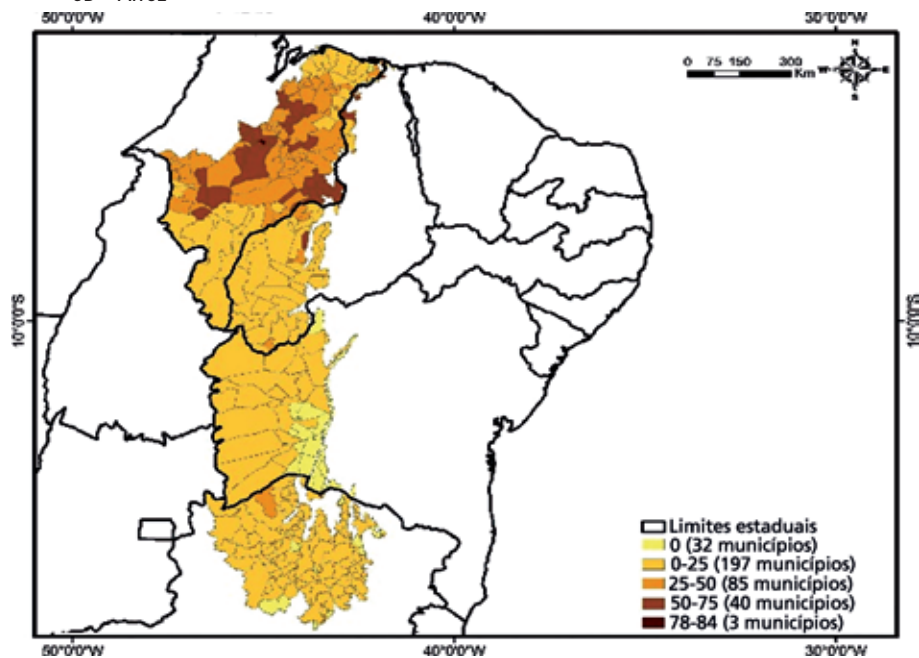 50°0'0"W 40°0'0"W 30°0'0"W
0 75 150 300
Km
N
W E
S
10°0'0"S 10°0'0"S
Limites estaduais
0 (32 municípios)
0-25 (197 municípios)
25-50 (85 municípios)
50-75 (40 municípios)
78-84 (3 municípios)
50°0'0"W 40°0'0"W 30°0'0"W